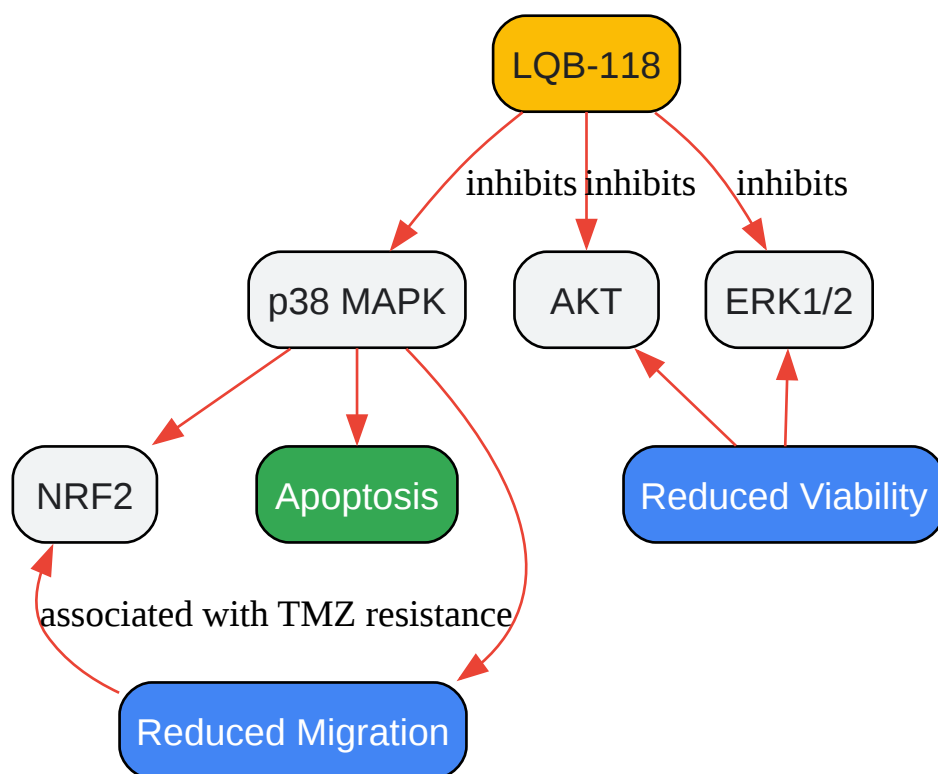 LQB-118
inhibits
inhibits
inhibits
p38 MAPK
AKT
ERK1/2
NRF2
Apoptosis
Reduced Viability
associated with TMZ resistance
Reduced Migration